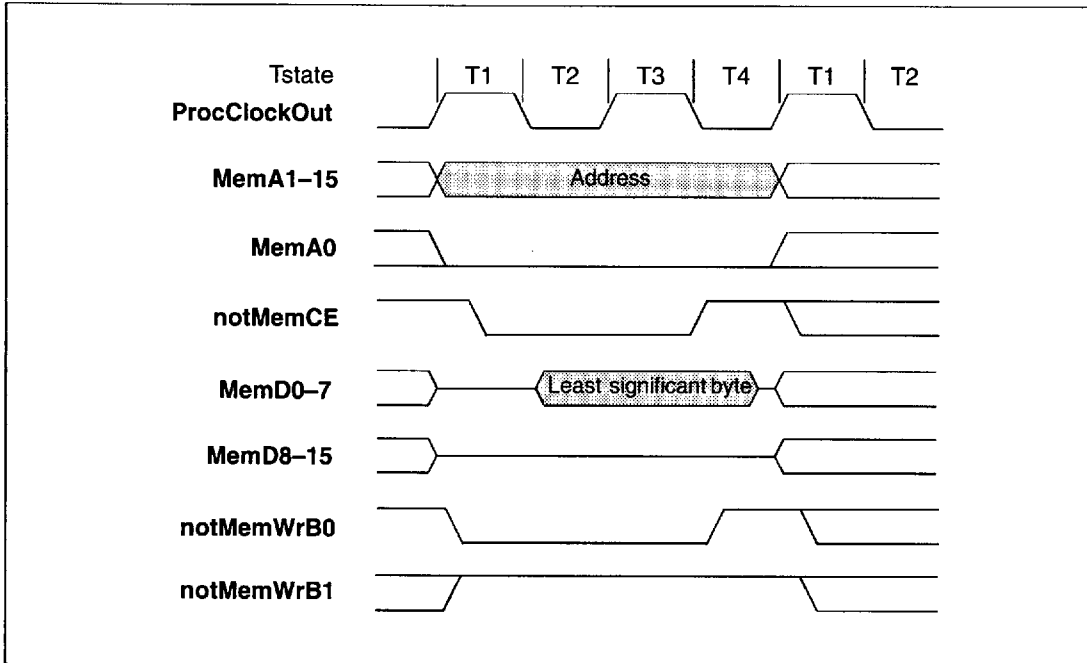 Tstate T1 T2 T3 T4 T1 T2
ProcClockOut
MemA1–15 Address
MemA0
notMemCE
MemD0–7 Least significant byte
MemD8–15
notMemWrB0
notMemWrB1